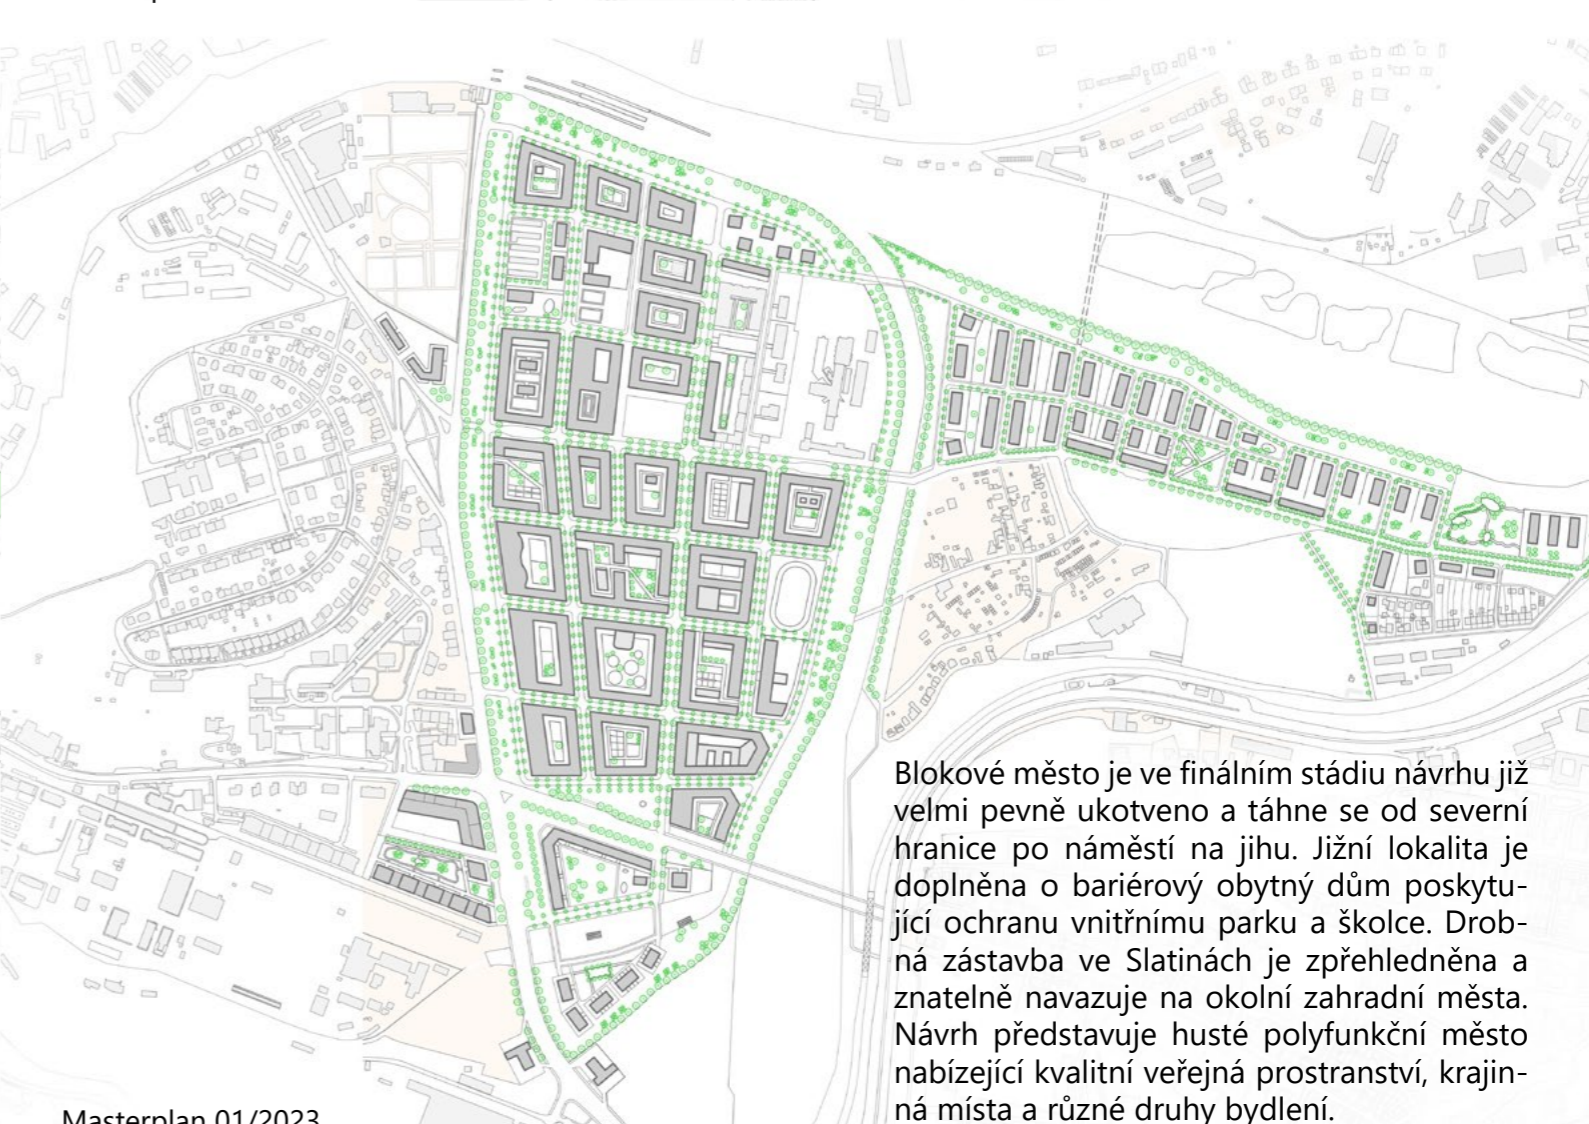 Blokové město je ve finálním stádiu návrhu již
velmi pevně ukotveno a táhne se od severní
hranice po náměstí na jihu. Jižní lokalita je
doplněna o bariérový obytný dům poskytu-
jící ochranu vnitřnímu parku a školce. Drob-
ná zástavba ve Slatinách je zpřehledněna a
znatelně navazuje na okolní zahradní města.
Návrh představuje husté polyfunkční město
nabízející kvalitní veřejná prostranství, krajin-
ná místa a různé druhy bydlení.
Masterplan 01/2023